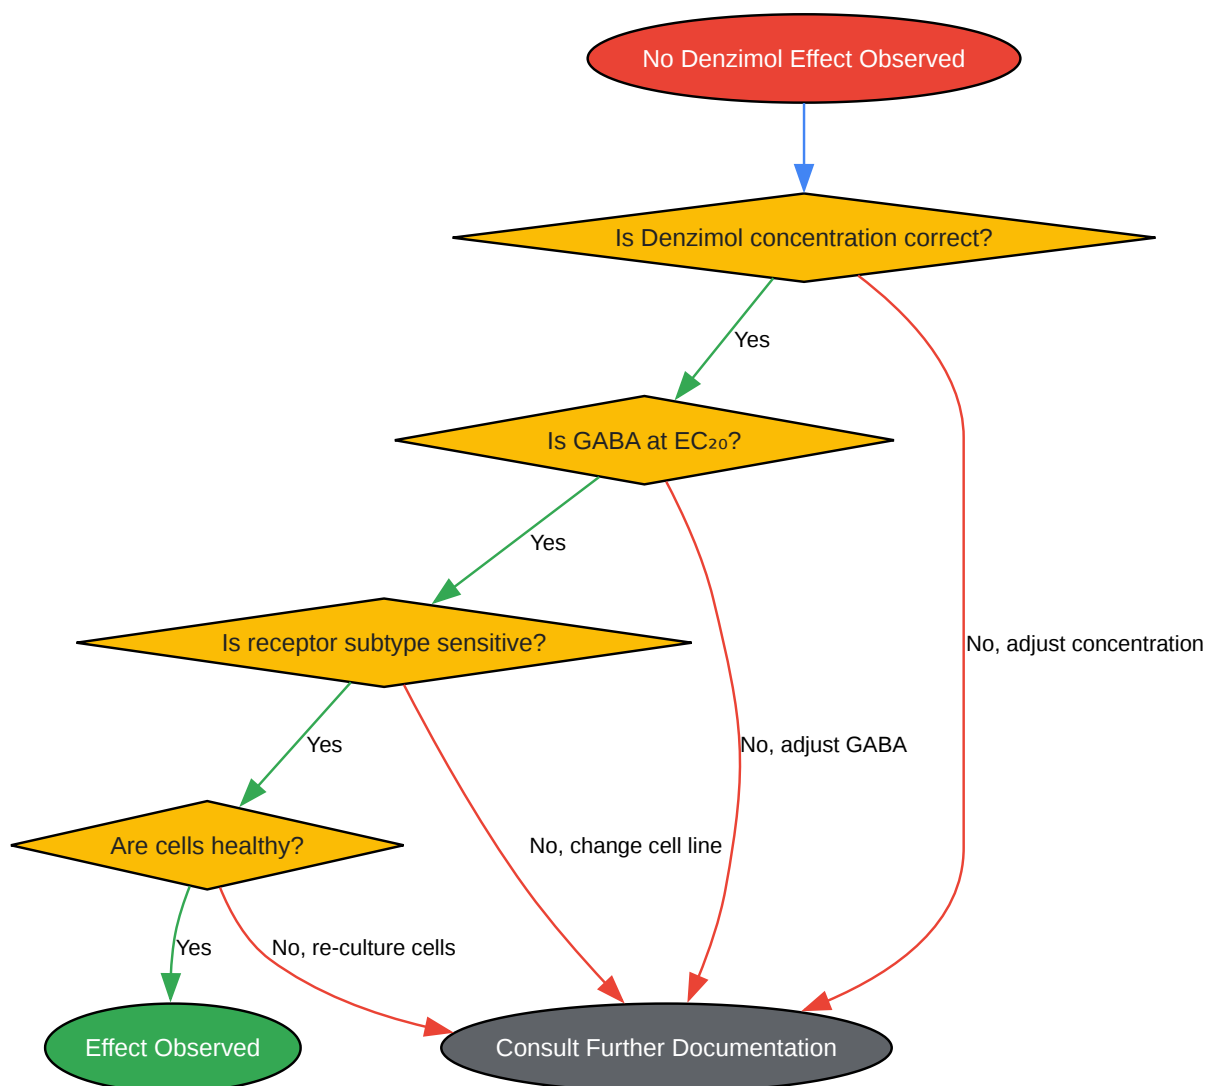 No Denzimol Effect Observed
Is Denzimol concentration correct?
Yes
Is GABA at EC₂₀?
Yes
Is receptor subtype sensitive?
No, adjust concentration
Yes
No, adjust GABA
Are cells healthy?
No, change cell line
Yes
No, re-culture cells
Effect Observed
Consult Further Documentation